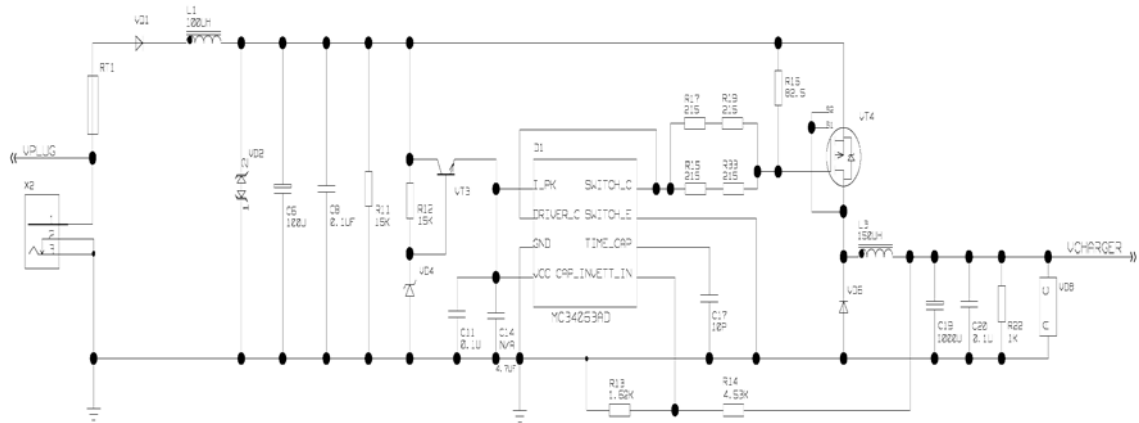 VD1
L1
100UH
RT1
VPLUG
X2
1
2
3
VD2
C6
100U
C8
0.1UF
R11
15K
R12
15K
VD4
VT3
C11
0.1U
C14
N/A
4.7UF
D1
I_PK
SWITCH_C
DRIVER_C
SWITCH_E
GND
TIME_CAP
VCC
CAP_INVETT_IN
MC34063AD
C17
10P
R17
215
R19
215
R15
215
R33
215
R16
82.5
S2
S1
VT4
L3
150UH
VCHARGER
VD5
C19
1000U
C20
0.1U
R22
1K
VD8
U
U
R13
1.62K
R14
4.53K